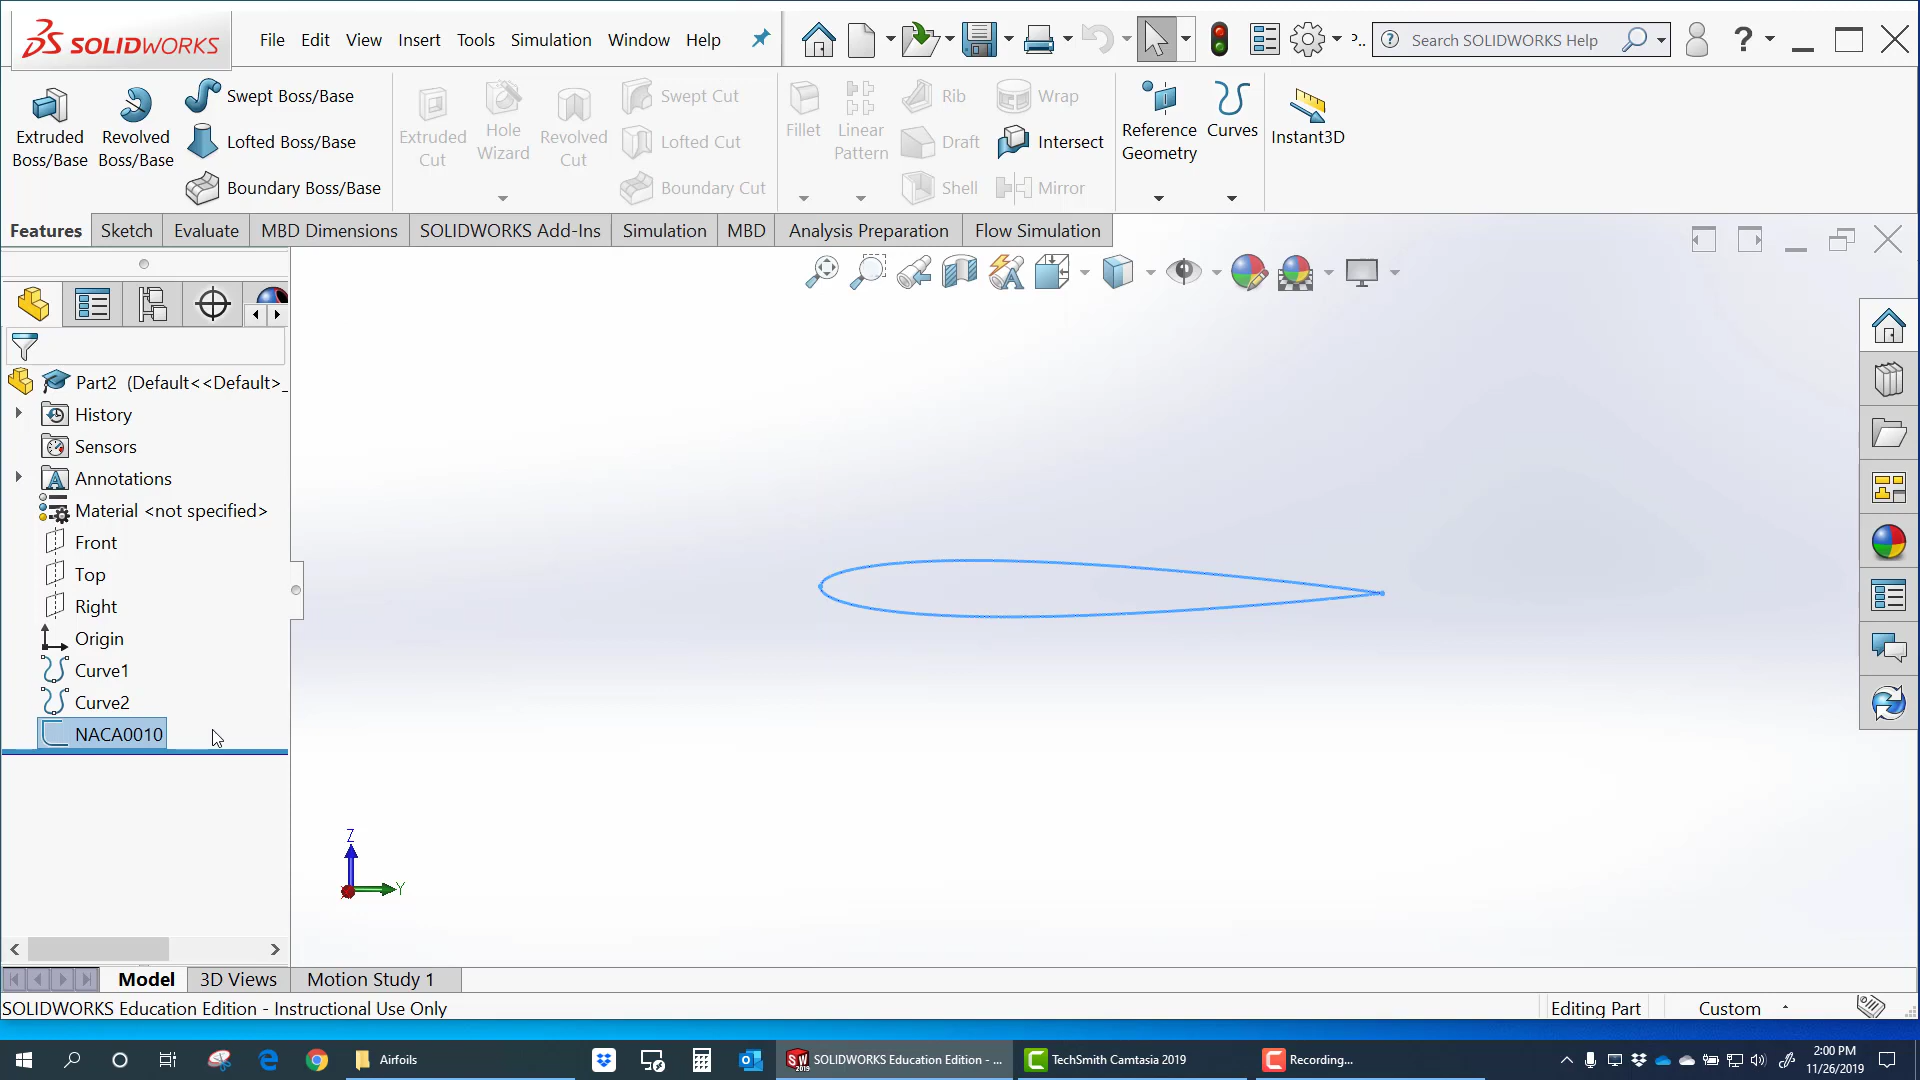 SOLIDWORKS File Edit View Insert Tools Simulation Window Help Search SOLIDWORKS Help ?
Extruded Boss/Base
Revolved Boss/Base
Swept Boss/Base
Lofted Boss/Base
Boundary Boss/Base
Extruded Cut
Hole Wizard
Revolved Cut
Swept Cut
Lofted Cut
Boundary Cut
Fillet
Linear Pattern
Rib
Draft
Shell
Wrap
Intersect
Mirror
Reference Geometry
Curves
Instant3D
Features Sketch Evaluate MBD Dimensions SOLIDWORKS Add-Ins Simulation MBD Analysis Preparation Flow Simulation
Part2 (Default<<Default>_
History
Sensors
Annotations
Material <not specified>
Front
Top
Right
Origin
Curve1
Curve2
NACA0010
Z
Y
Model 3D Views Motion Study 1
SOLIDWORKS Education Edition - Instructional Use Only Editing Part Custom
Airfoils SOLIDWORKS Education Edition - ... TechSmith Camtasia 2019 Recording... 2:00 PM
11/26/2019